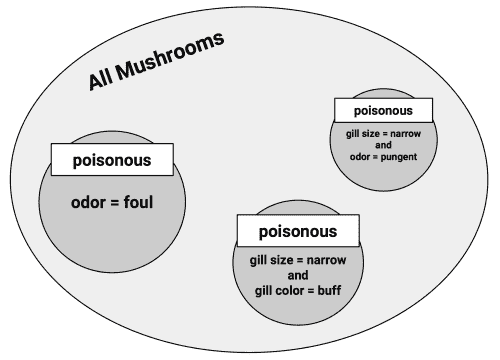 All Mushrooms
poisonous
gill size = narrow
and
odor = pungent
poisonous
odor = foul
poisonous
gill size = narrow
and
gill color = buff